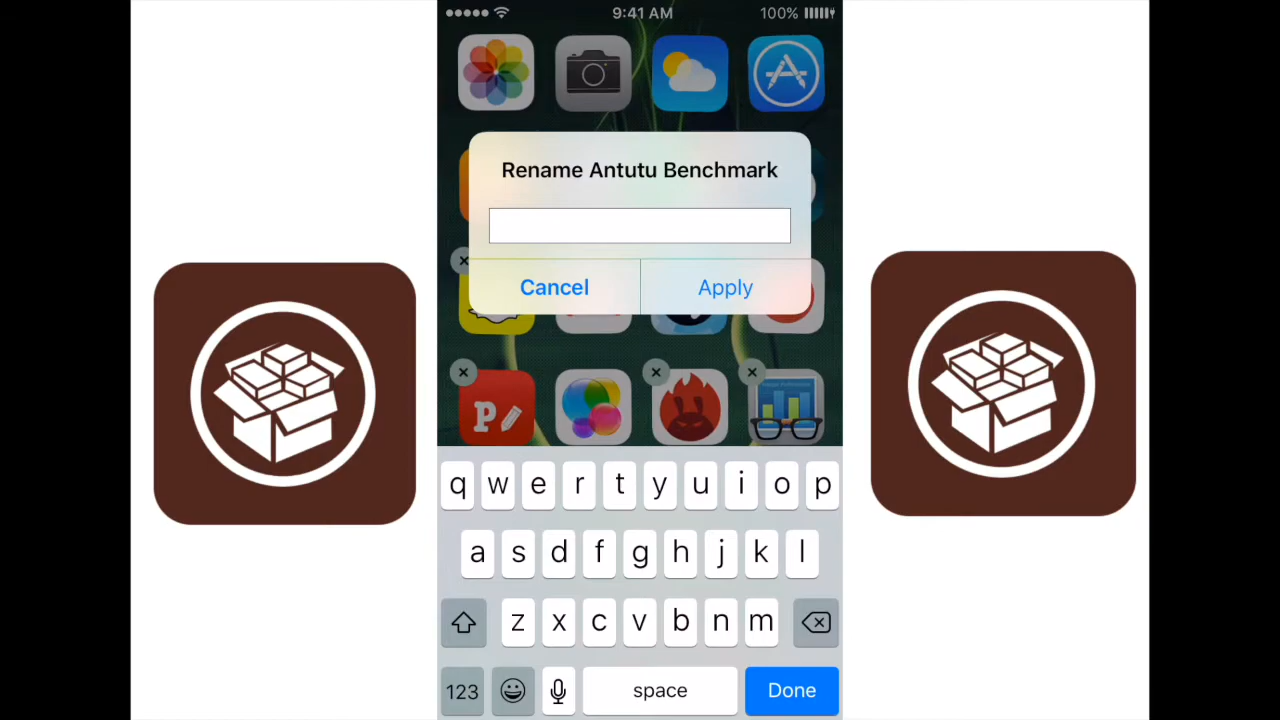 9:41 AM 100%
Rename Antutu Benchmark
Cancel Apply
P
q w e r t y u i o p
a s d f g h j k l
z x c v b n m
123 space Done